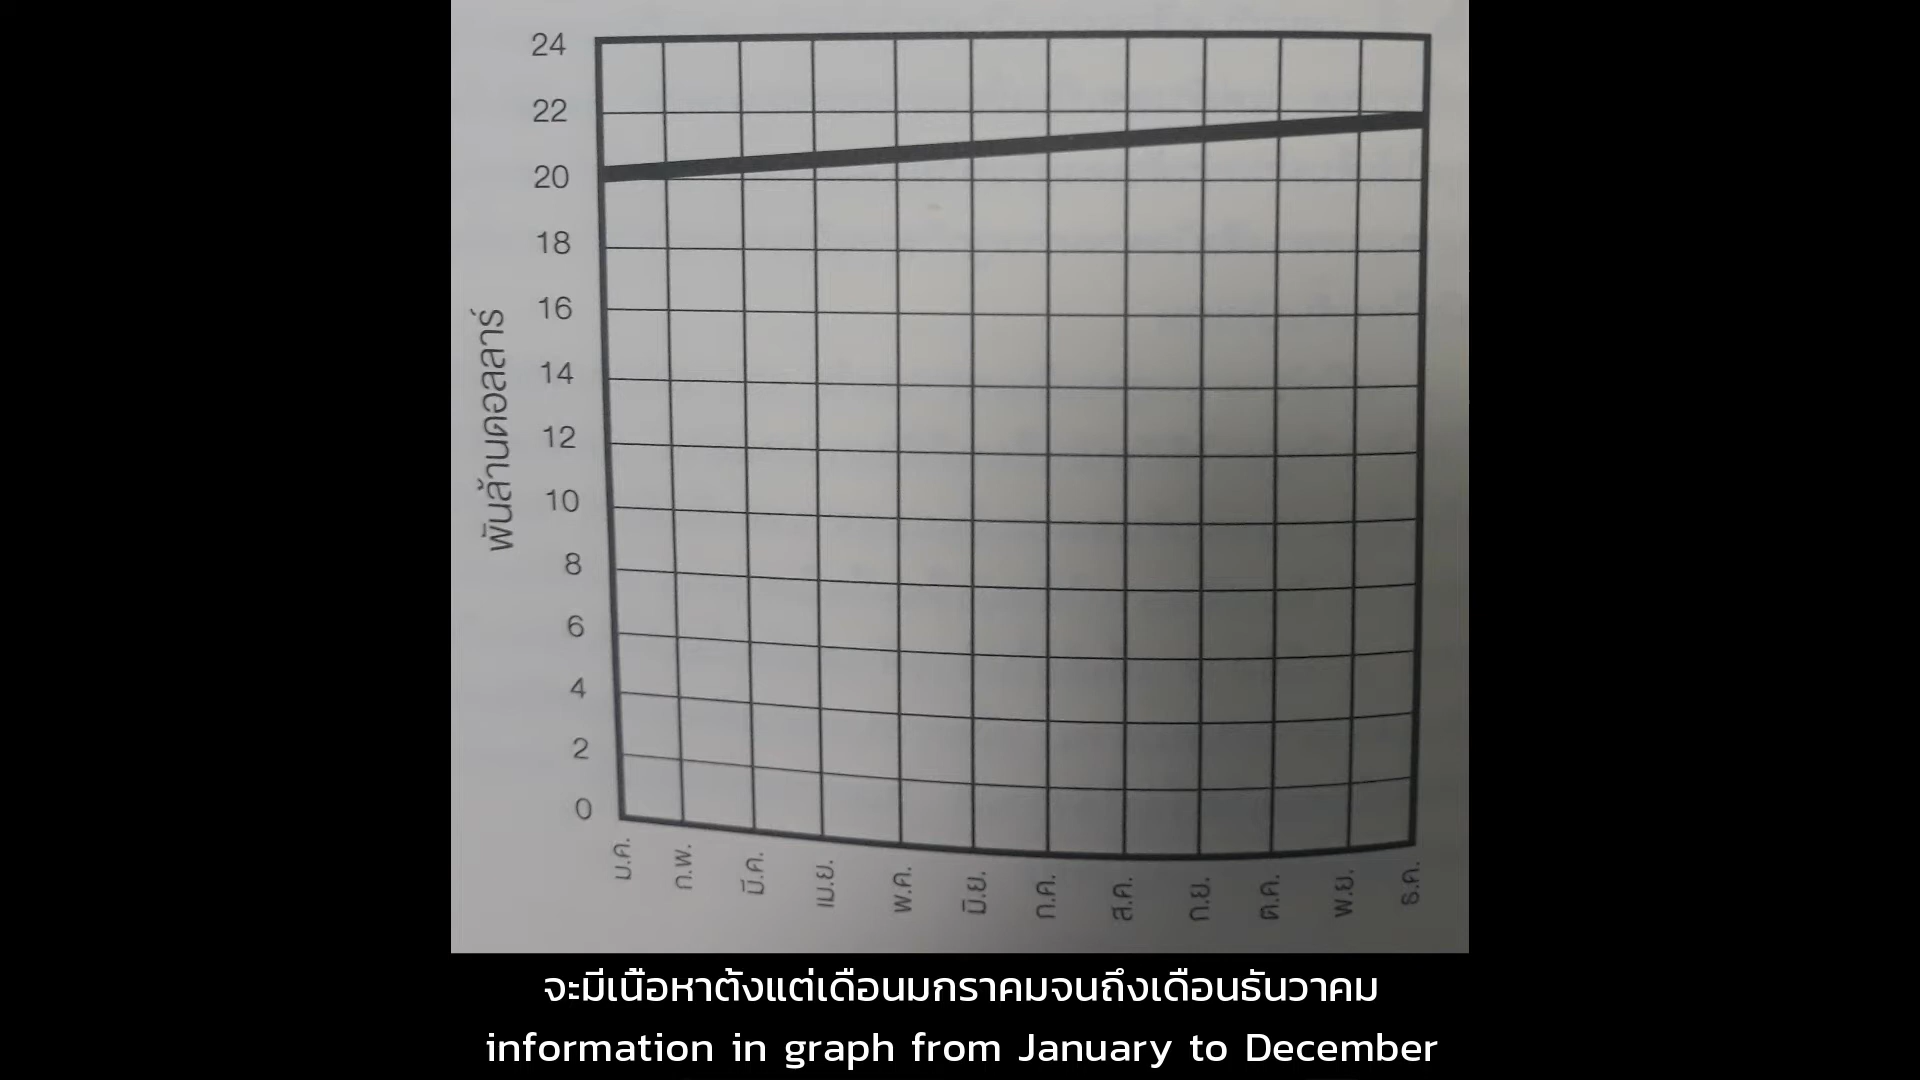 24
22
20
18
16
14
12
10
8
6
4
2
0
พันล้านดอลลาร์
ม.ค.
ก.พ.
มี.ค.
เม.ย.
พ.ค.
มิ.ย.
ก.ค.
ส.ค.
ก.ย.
ต.ค.
พ.ย.
ธ.ค.
จะมีเนื้อหาตั้งแต่เดือนมกราคมจนถึงเดือนธันวาคม
information in graph from January to December